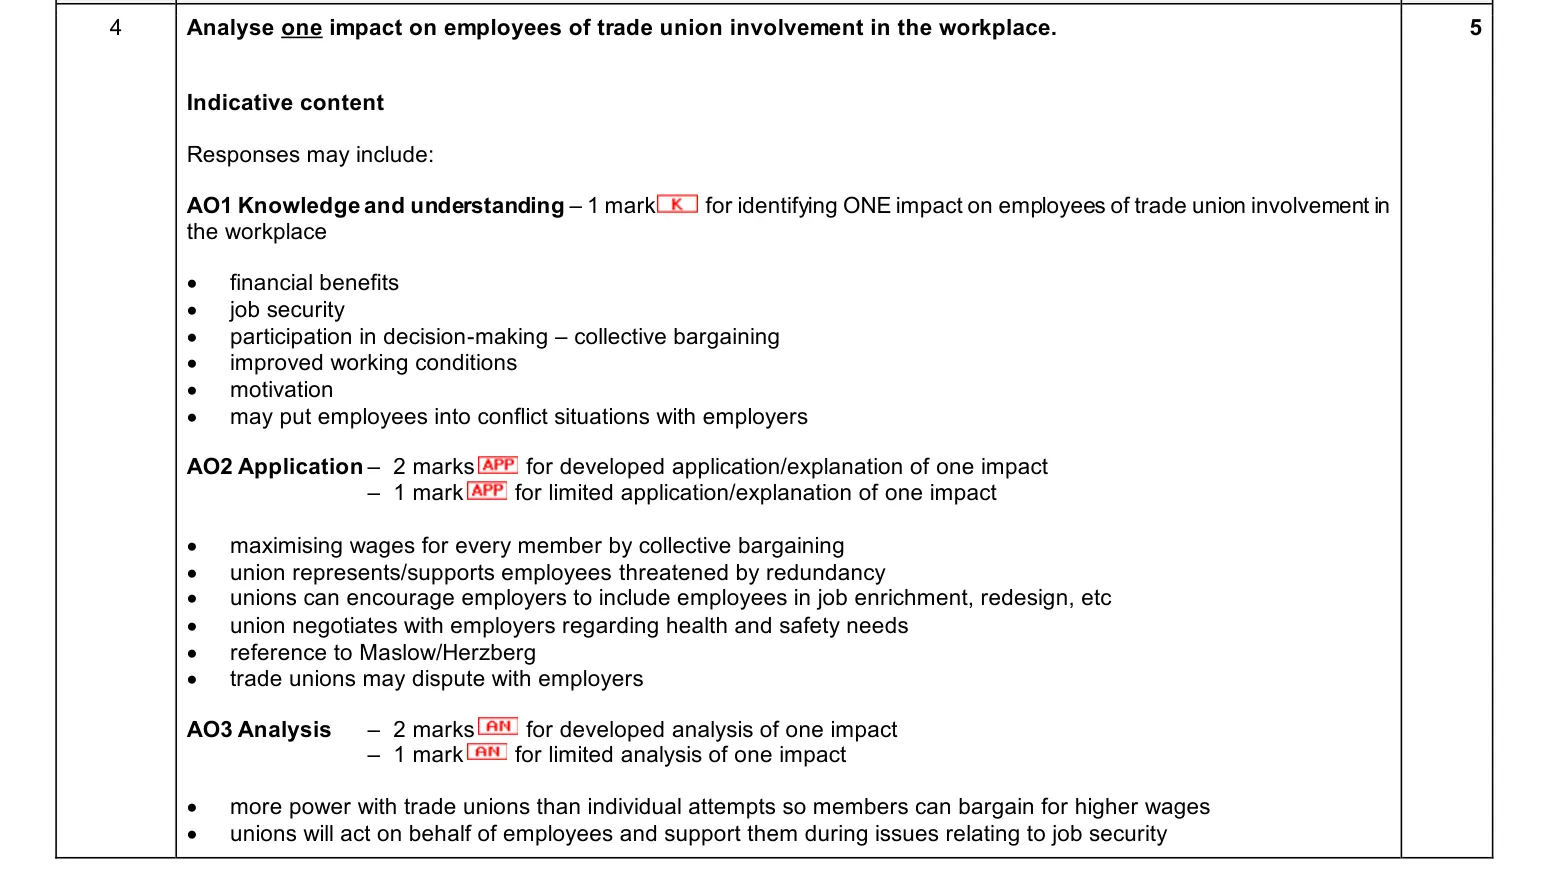 4 Analyse one impact on employees of trade union involvement in the workplace. 5
Indicative content
Responses may include:
AO1 Knowledge and understanding – 1 mark K for identifying ONE impact on employees of trade union involvement in
the workplace
• financial benefits
• job security
• participation in decision-making – collective bargaining
• improved working conditions
• motivation
• may put employees into conflict situations with employers
AO2 Application – 2 marks APP for developed application/explanation of one impact
– 1 mark APP for limited application/explanation of one impact
• maximising wages for every member by collective bargaining
• union represents/supports employees threatened by redundancy
• unions can encourage employers to include employees in job enrichment, redesign, etc
• union negotiates with employers regarding health and safety needs
• reference to Maslow/Herzberg
• trade unions may dispute with employers
AO3 Analysis – 2 marks AN for developed analysis of one impact
– 1 mark AN for limited analysis of one impact
• more power with trade unions than individual attempts so members can bargain for higher wages
• unions will act on behalf of employees and support them during issues relating to job security